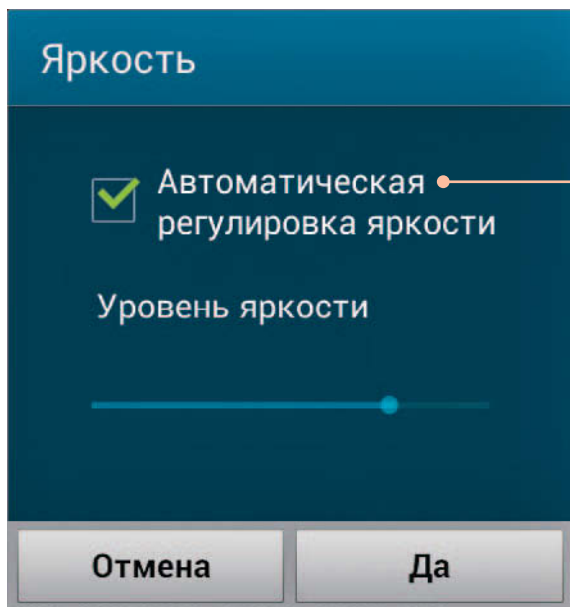 Яркость
Автоматическая
регулировка яркости
Уровень яркости
Отмена
Да